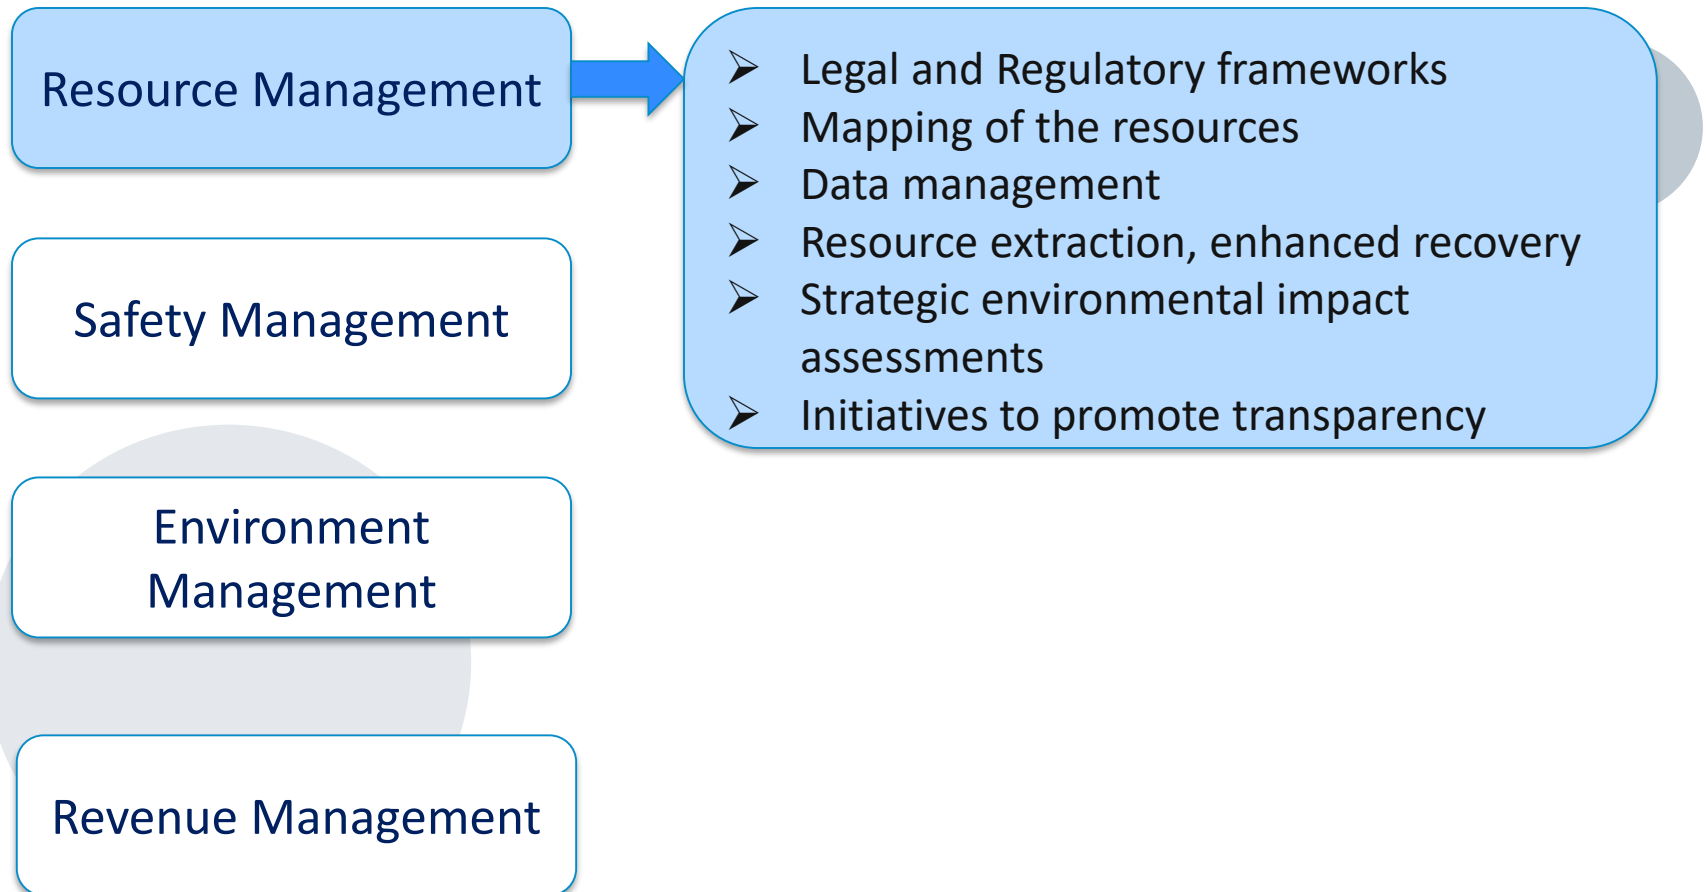 Resource Management
➢ Legal and Regulatory frameworks
➢ Mapping of the resources
➢ Data management
➢ Resource extraction, enhanced recovery
➢ Strategic environmental impact
assessments
➢ Initiatives to promote transparency
Safety Management
Environment
Management
Revenue Management